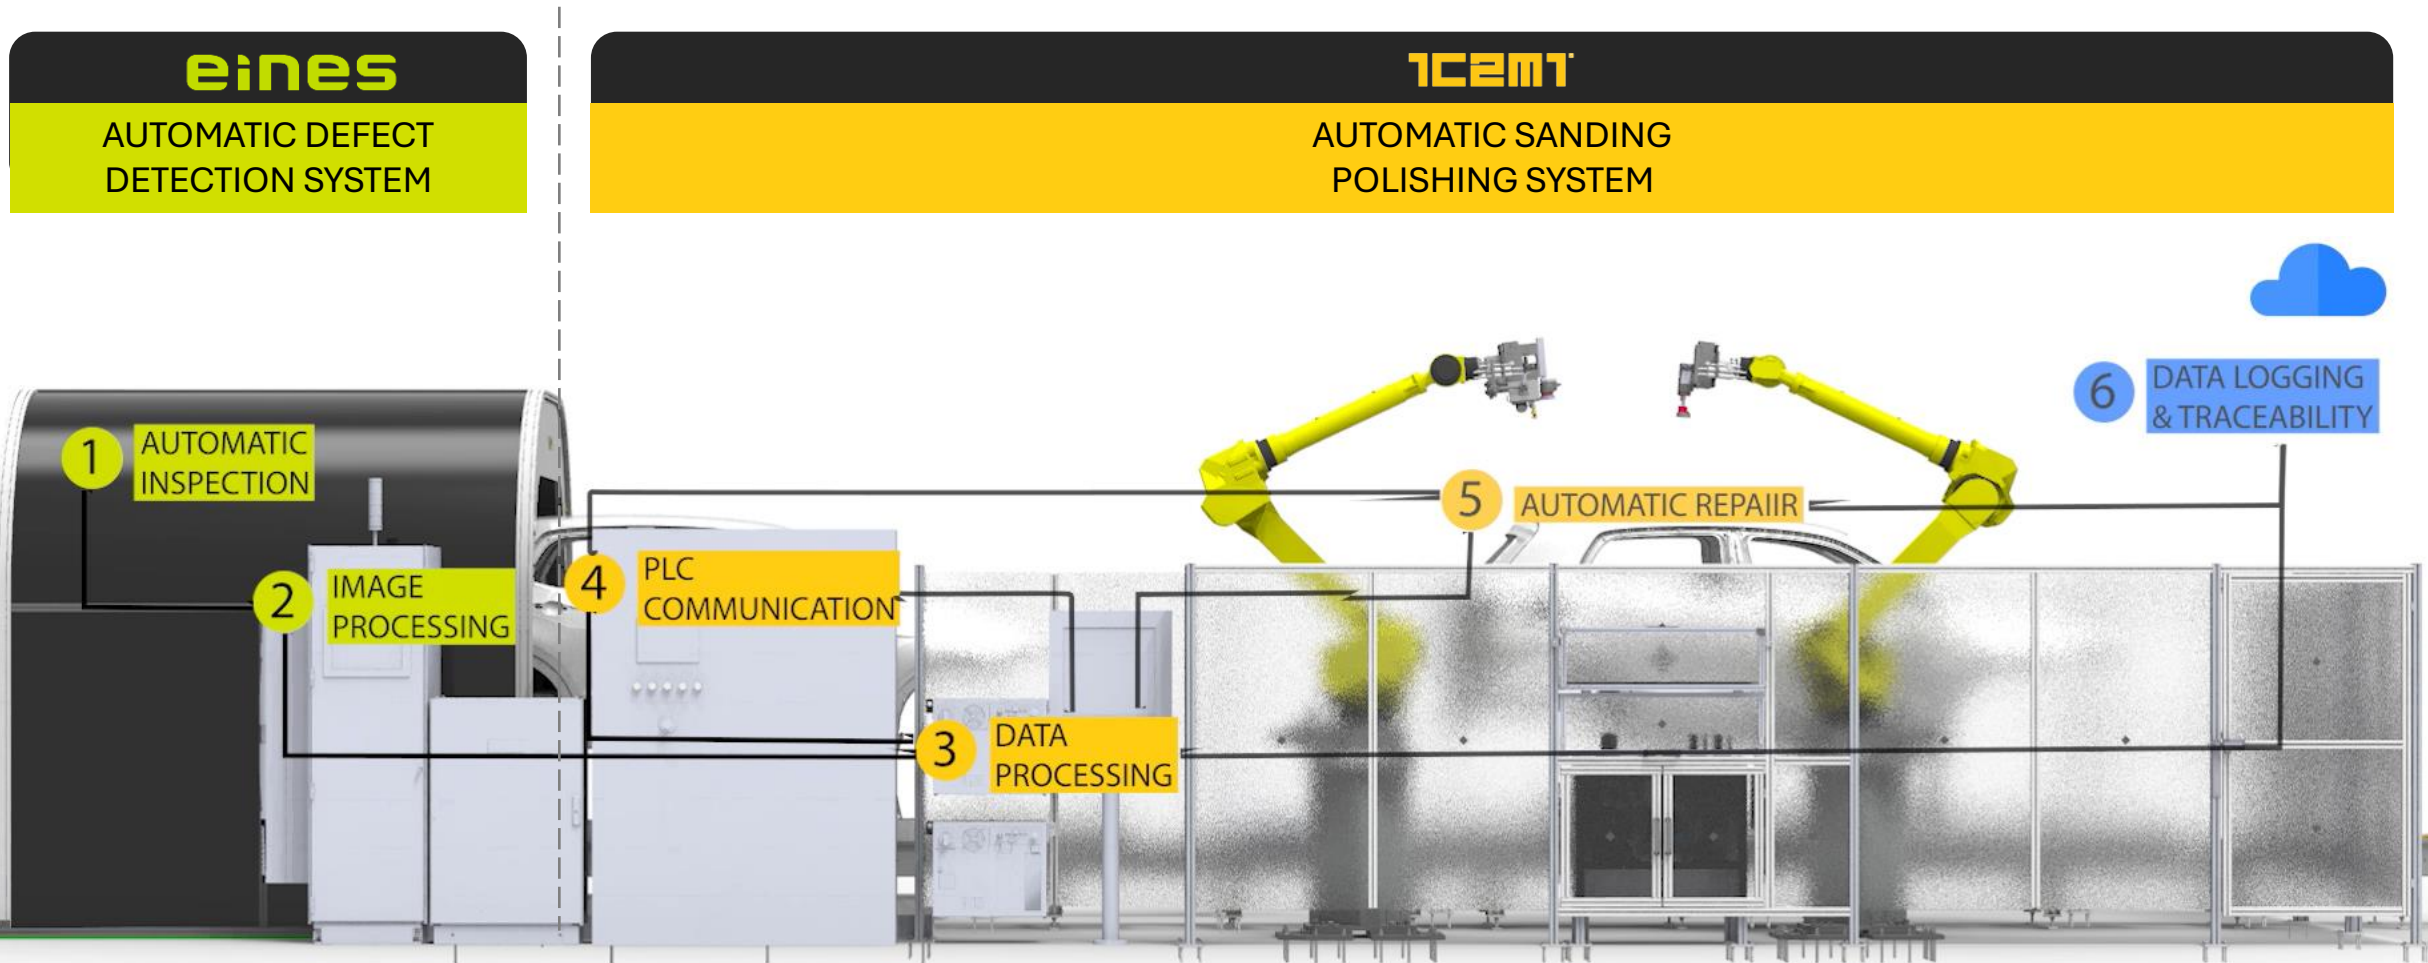 eines
AUTOMATIC DEFECT
DETECTION SYSTEM
1C2M1
AUTOMATIC SANDING
POLISHING SYSTEM
1
AUTOMATIC
INSPECTION
2
IMAGE
PROCESSING
4
PLC
COMMUNICATION
3
DATA
PROCESSING
5
AUTOMATIC REPAIIR
6
DATA LOGGING
& TRACEABILITY